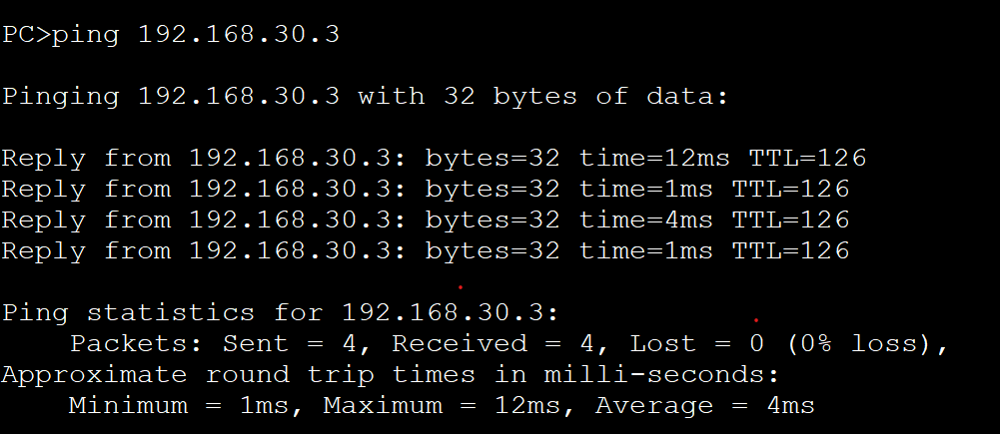 PC>ping 192.168.30.3
Pinging 192.168.30.3 with 32 bytes of data:
Reply from 192.168.30.3: bytes=32 time=12ms TTL=126
Reply from 192.168.30.3: bytes=32 time=1ms TTL=126
Reply from 192.168.30.3: bytes=32 time=4ms TTL=126
Reply from 192.168.30.3: bytes=32 time=1ms TTL=126
Ping statistics for 192.168.30.3:
Packets: Sent = 4, Received = 4, Lost = 0 (0% loss),
Approximate round trip times in milli-seconds:
Minimum = 1ms, Maximum = 12ms, Average = 4ms